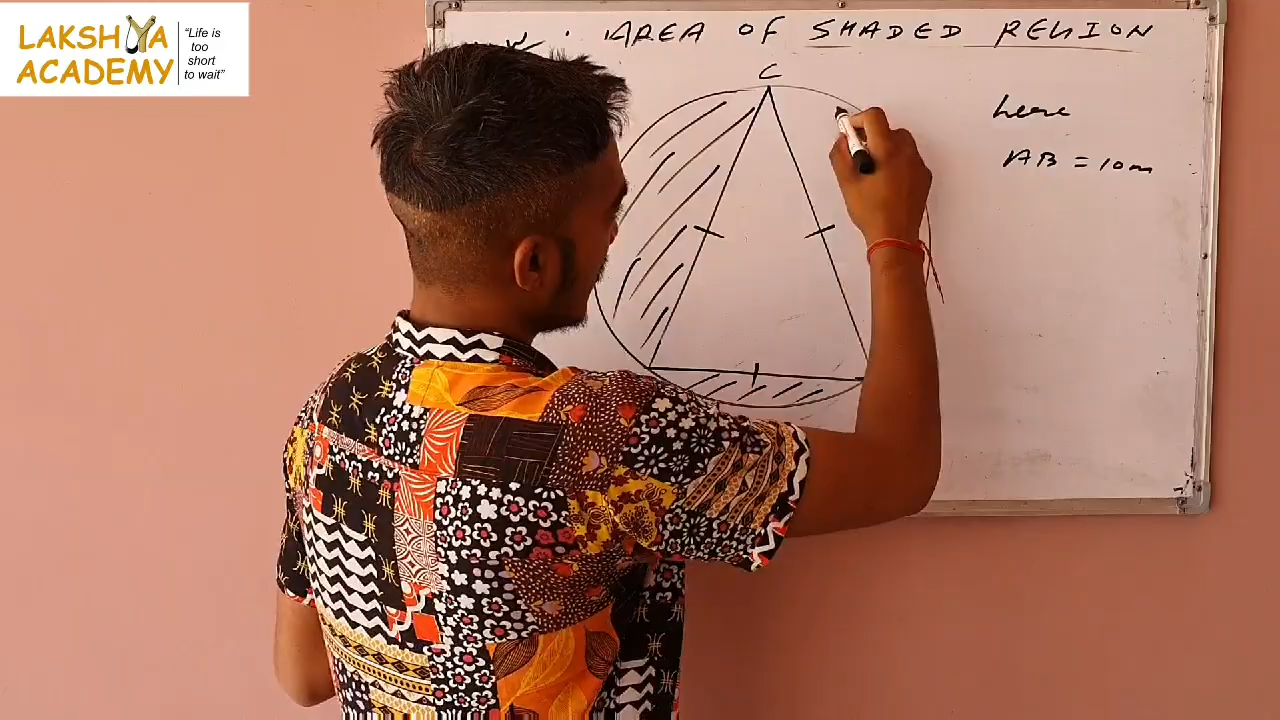 LAKSHYA
ACADEMY
“Life is
too
short
to wait”
AREA OF SHADED REGION
C
here
AB = 10m